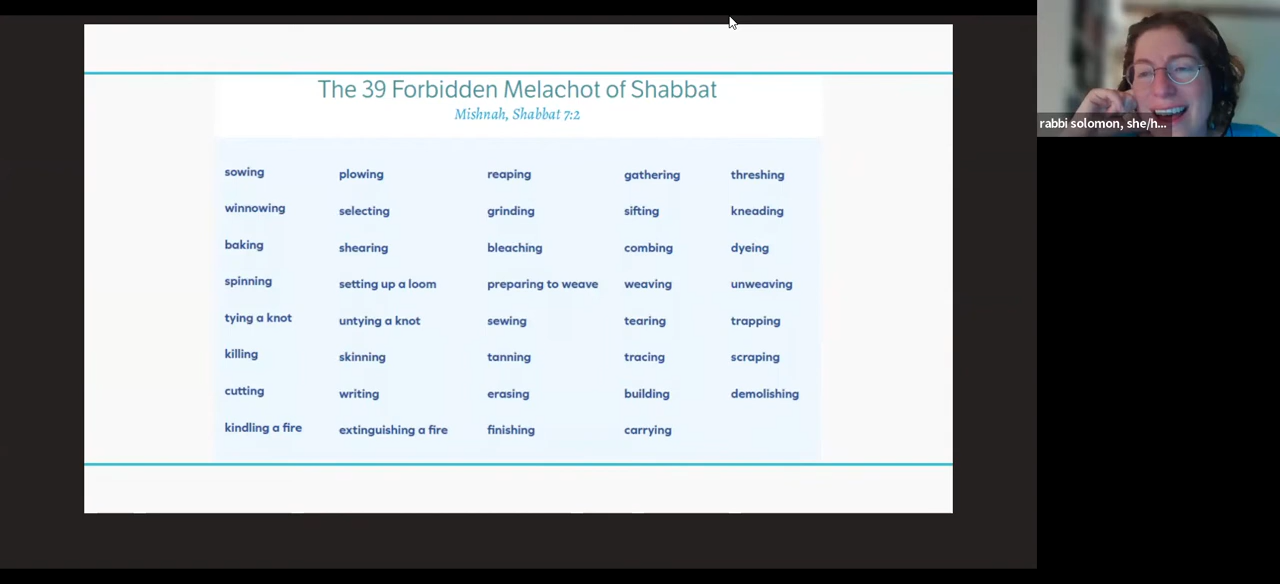 The 39 Forbidden Melachot of Shabbat
Mishnah, Shabbat 7:2
sowing plowing reaping gathering threshing
winnowing selecting grinding sifting kneading
baking shearing bleaching combing dyeing
spinning setting up a loom preparing to weave weaving unweaving
tying a knot untying a knot sewing tearing trapping
killing skinning tanning tracing scraping
cutting writing erasing building demolishing
kindling a fire extinguishing a fire finishing carrying
rabbi solomon, she/h...